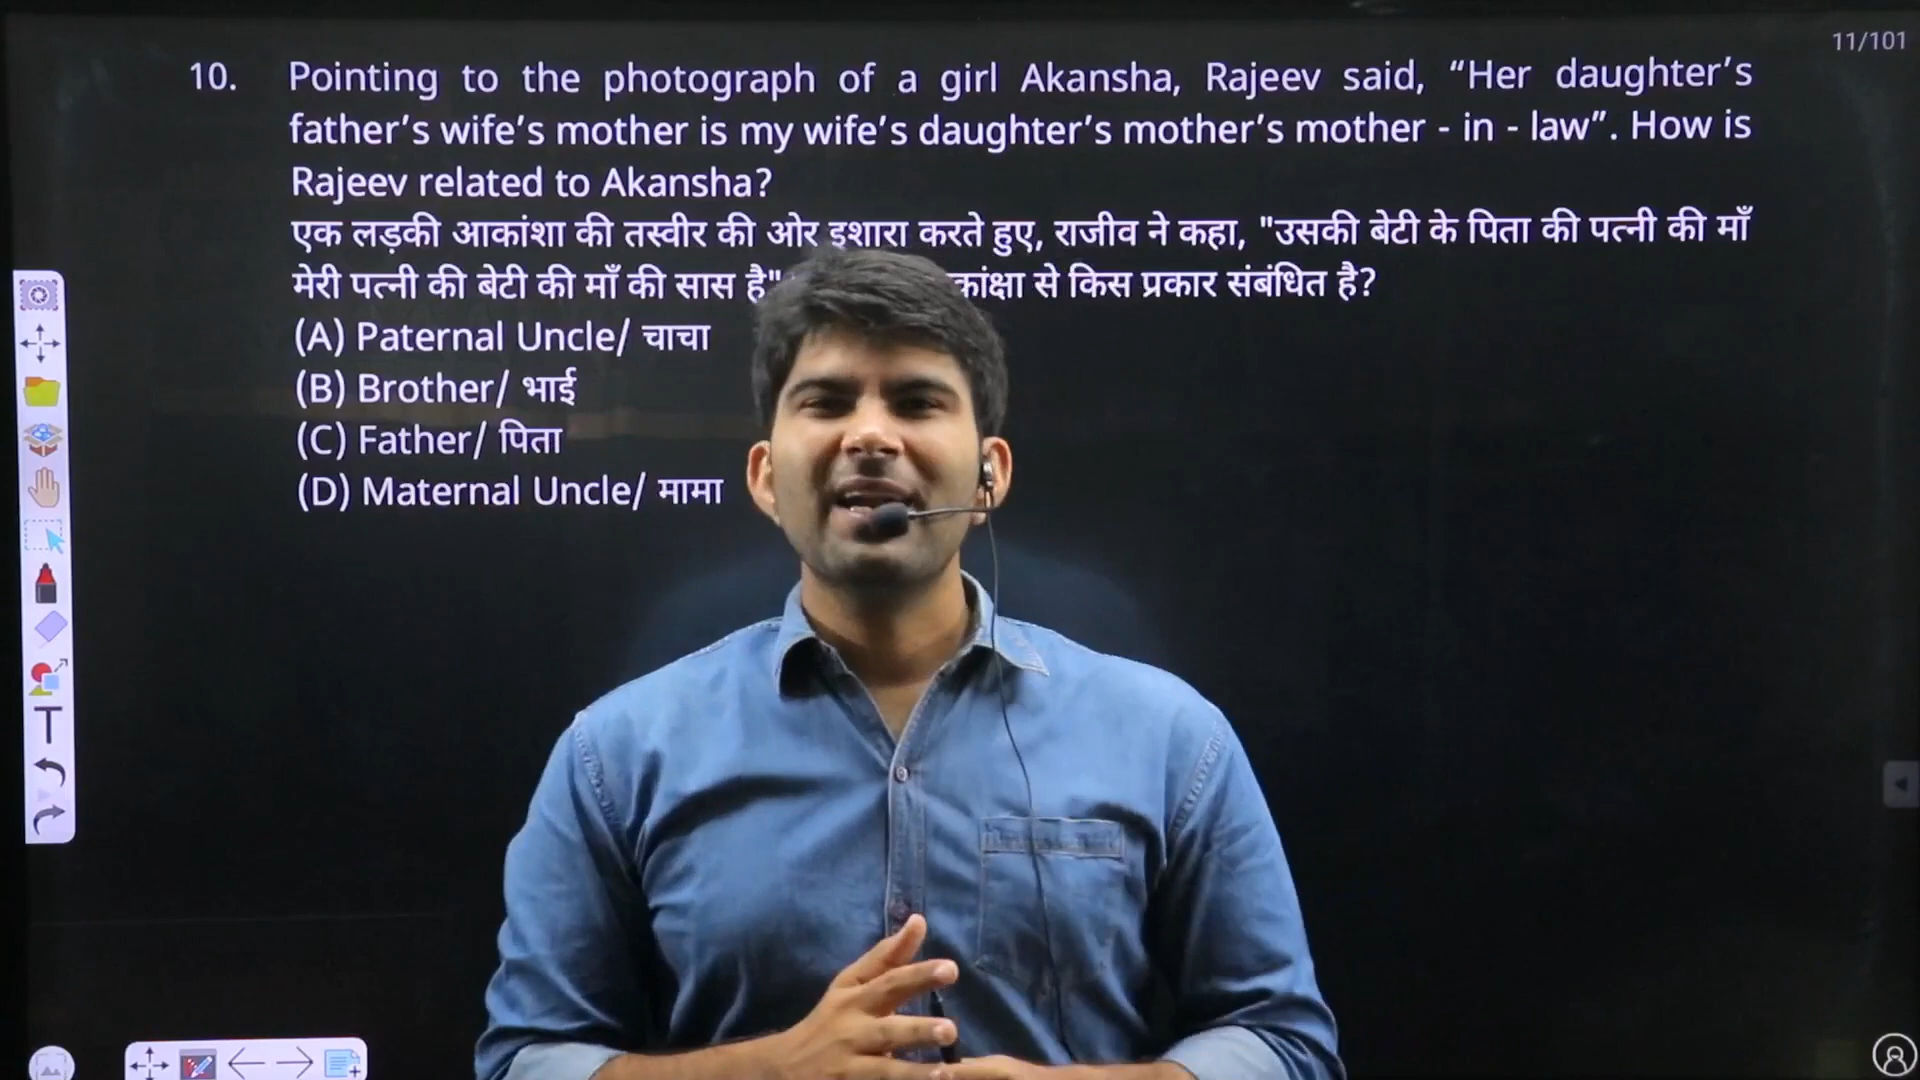 11/101
10. Pointing to the photograph of a girl Akansha, Rajeev said, “Her daughter’s
father’s wife’s mother is my wife’s daughter’s mother’s mother - in - law”. How is
Rajeev related to Akansha?
एक लड़की आकांशा की तस्वीर की ओर इशारा करते हुए, राजीव ने कहा, "उसकी बेटी के पिता की पत्नी की माँ
मेरी पत्नी की बेटी की माँ की सास है" कांक्षा से किस प्रकार संबंधित है?
(A) Paternal Uncle/ चाचा
(B) Brother/ भाई
(C) Father/ पिता
(D) Maternal Uncle/ मामा
T